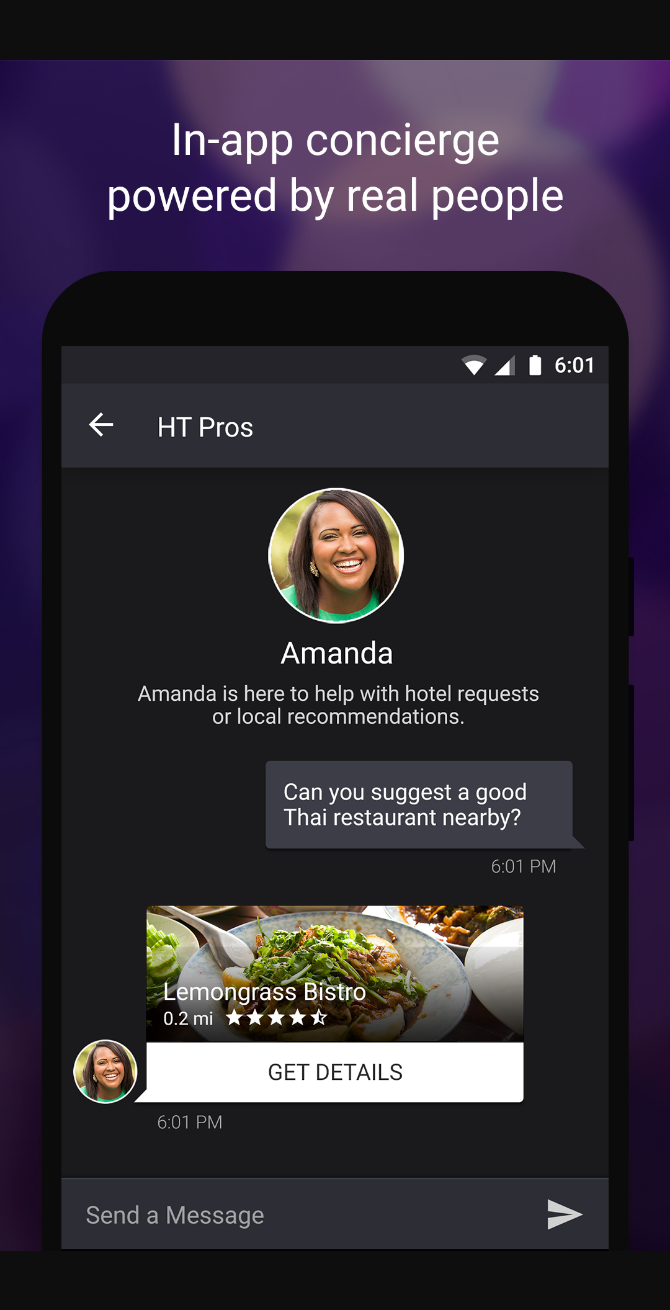 In-app concierge
powered by real people
6:01
HT Pros
Amanda
Amanda is here to help with hotel requests
or local recommendations.
Can you suggest a good
Thai restaurant nearby?
6:01 PM
Lemongrass Bistro
0.2 mi
GET DETAILS
6:01 PM
Send a Message